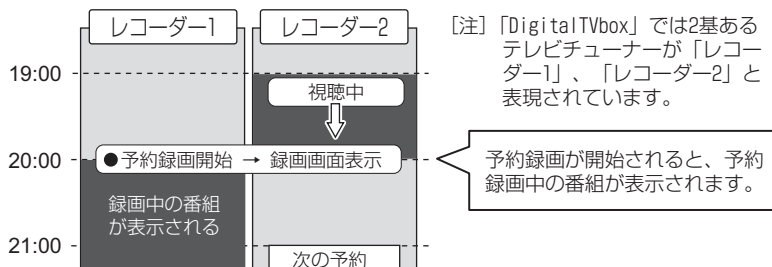 レコーダー1
レコーダー2
［注］「DigitalTVbox」では2基ある
テレビチューナーが「レコー
ダー1」、「レコーダー2」と
表現されています。
19:00
視聴中
20:00
●予約録画開始 → 録画画面表示
予約録画が開始されると、予約
録画中の番組が表示されます。
録画中の番組
が表示される
21:00
次の予約